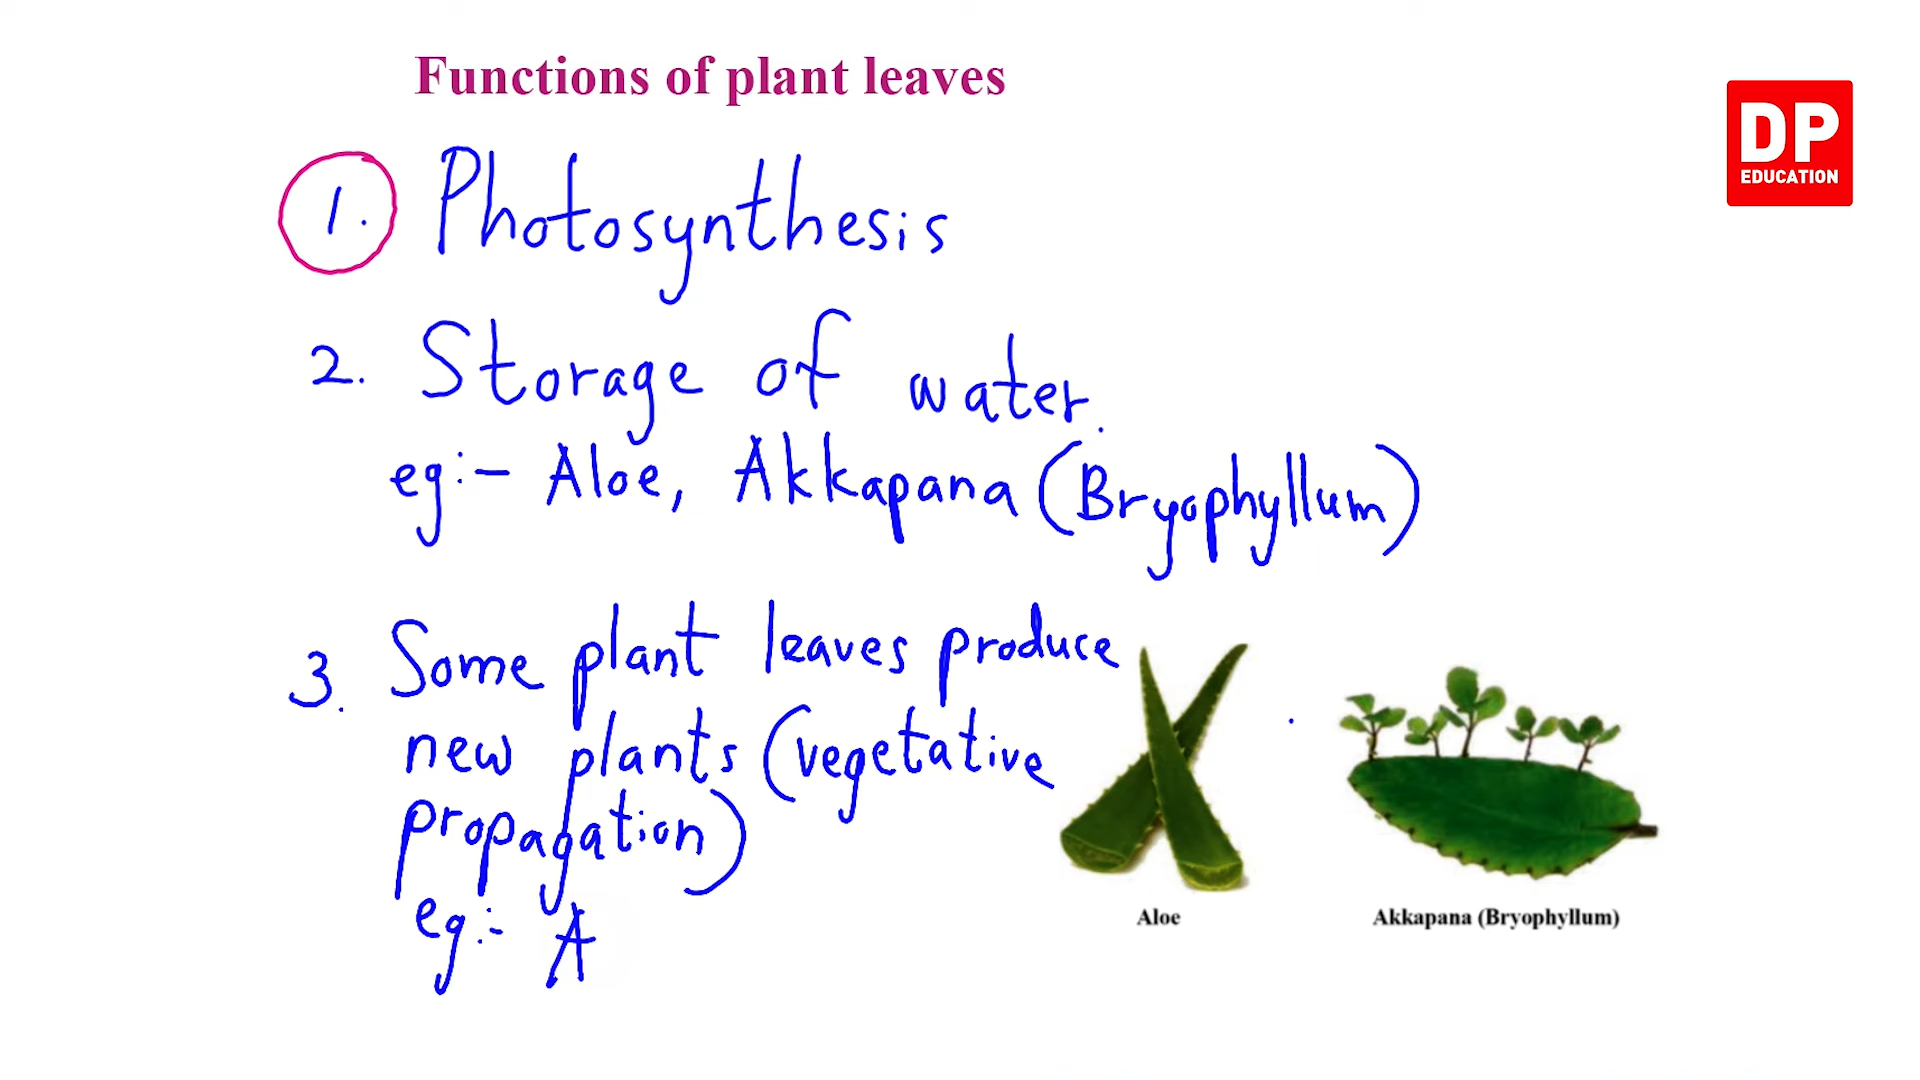 Functions of plant leaves
DP
EDUCATION
1. Photosynthesis
2. Storage of water.
eg:- Aloe, Akkapana (Bryophyllum)
3. Some plant leaves produce
new plants (vegetative
propagation)
eg:- A
Aloe
Akkapana (Bryophyllum)